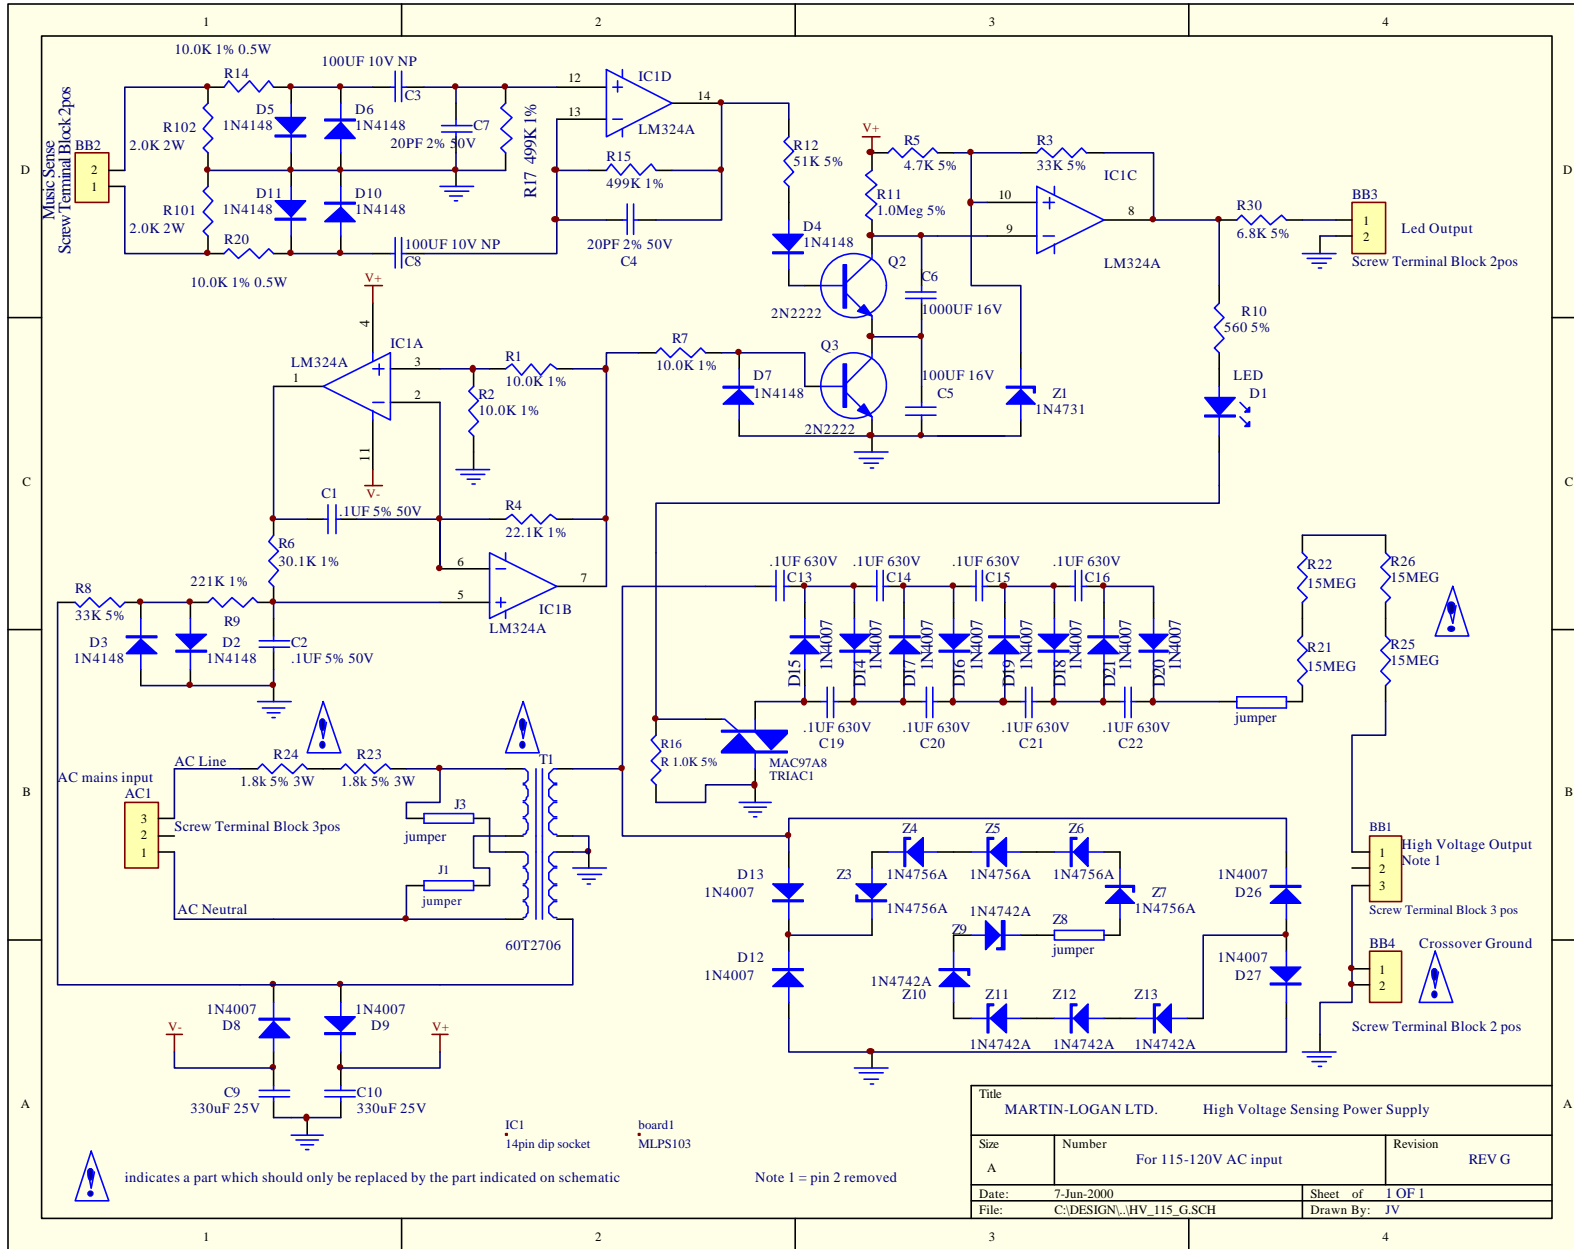 1 2 3 4
D
C
B
A
10.0K 1% 0.5W
R14
100UF 10V NP
C3
Music Sense
Screw Terminal Block 2pos
BB2
2
1
R102
2.0K 2W
D5
1N4148
D6
1N4148
C7
20PF 2% 50V
R17 499K 1%
12
13
14
IC1D
LM324A
R15
499K 1%
20PF 2% 50V
C4
R101
2.0K 2W
D11
1N4148
D10
1N4148
R20
10.0K 1% 0.5W
100UF 10V NP
C8
R12
51K 5%
D4
1N4148
V+
R5
4.7K 5%
R11
1.0Meg 5%
R3
33K 5%
IC1C
10
9
8
LM324A
Q2
2N2222
C6
1000UF 16V
R30
6.8K 5%
BB3
1
2
Led Output
Screw Terminal Block 2pos
R10
560 5%
LED
D1
V+
4
IC1A
LM324A
1
3
2
11
V-
R1
10.0K 1%
R2
10.0K 1%
R7
10.0K 1%
D7
1N4148
Q3
2N2222
100UF 16V
C5
Z1
1N4731
C1
.1UF 5% 50V
R4
22.1K 1%
R6
30.1K 1%
6
5
7
IC1B
LM324A
R8
33K 5%
221K 1%
R9
D3
1N4148
D2
1N4148
C2
.1UF 5% 50V
.1UF 630V
C13
.1UF 630V
C14
.1UF 630V
C15
.1UF 630V
C16
D15
1N4007
D14
1N4007
D17
1N4007
D16
1N4007
D19
1N4007
D18
1N4007
D21
1N4007
D20
1N4007
.1UF 630V
C19
.1UF 630V
C20
.1UF 630V
C21
.1UF 630V
C22
jumper
R22
15MEG
R26
15MEG
R21
15MEG
R25
15MEG
R16
R 1.0K 5%
MAC97A8
TRIAC1
AC mains input
AC1
3
2
1
AC Line
R24
1.8k 5% 3W
R23
1.8k 5% 3W
Screw Terminal Block 3pos
J3
jumper
J1
jumper
AC Neutral
T1
60T2706
D13
1N4007
D12
1N4007
Z3
1N4756A
Z4
1N4756A
Z5
1N4756A
Z6
1N4756A
Z7
1N4756A
Z8
jumper
1N4742A
Z9
1N4742A
Z10
Z11
1N4742A
Z12
1N4742A
Z13
1N4742A
1N4007
D26
1N4007
D27
BB1
1
2
3
High Voltage Output
Note 1
Screw Terminal Block 3 pos
BB4
1
2
Crossover Ground
Screw Terminal Block 2 pos
V-
1N4007
D8
1N4007
D9
V+
C9
330uF 25V
C10
330uF 25V
IC1
14pin dip socket
board1
MLPS103
! indicates a part which should only be replaced by the part indicated on schematic
Note 1 = pin 2 removed
Title
MARTIN-LOGAN LTD. High Voltage Sensing Power Supply
Size
A
Number
For 115-120V AC input
Revision
REV G
Date: 7-Jun-2000
Sheet of 1 OF 1
File: C:\DESIGN\..\HV_115_G.SCH
Drawn By: JV
D
C
B
A
1 2 3 4